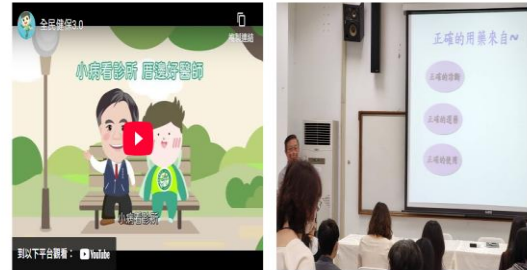 全民健保3.0
複製連結
小病看診所 厝邊好醫師
小病看診所
到以下平台觀看： YouTube
正確的用藥來自~
正確的診斷
正確的選藥
正確的使用